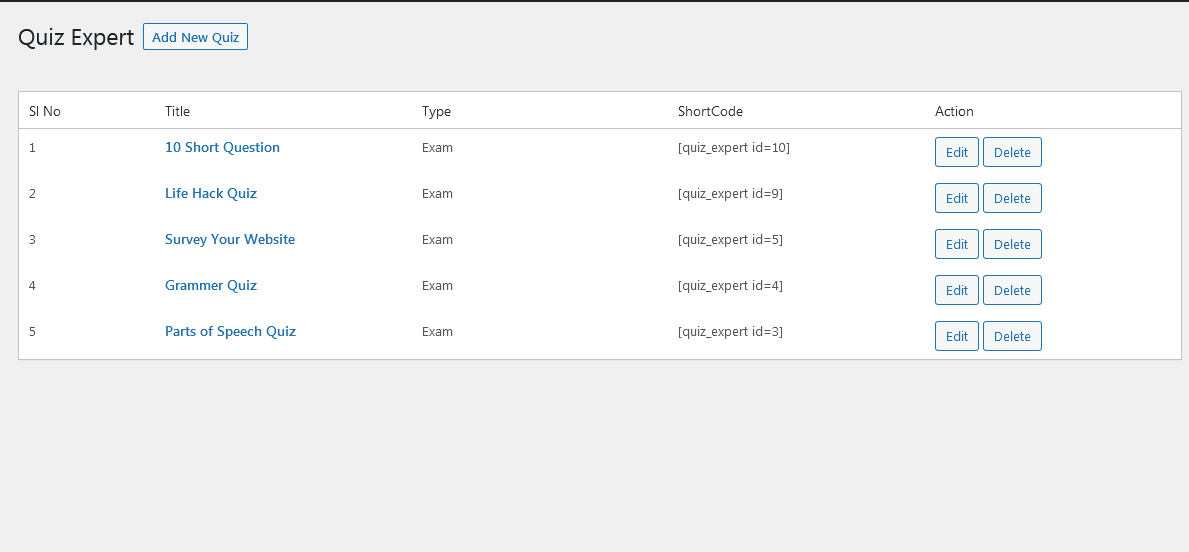 Quiz Expert Add New Quiz
Sl No Title Type ShortCode Action
1 10 Short Question Exam [quiz_expert id=10] Edit Delete
2 Life Hack Quiz Exam [quiz_expert id=9] Edit Delete
3 Survey Your Website Exam [quiz_expert id=5] Edit Delete
4 Grammer Quiz Exam [quiz_expert id=4] Edit Delete
5 Parts of Speech Quiz Exam [quiz_expert id=3] Edit Delete